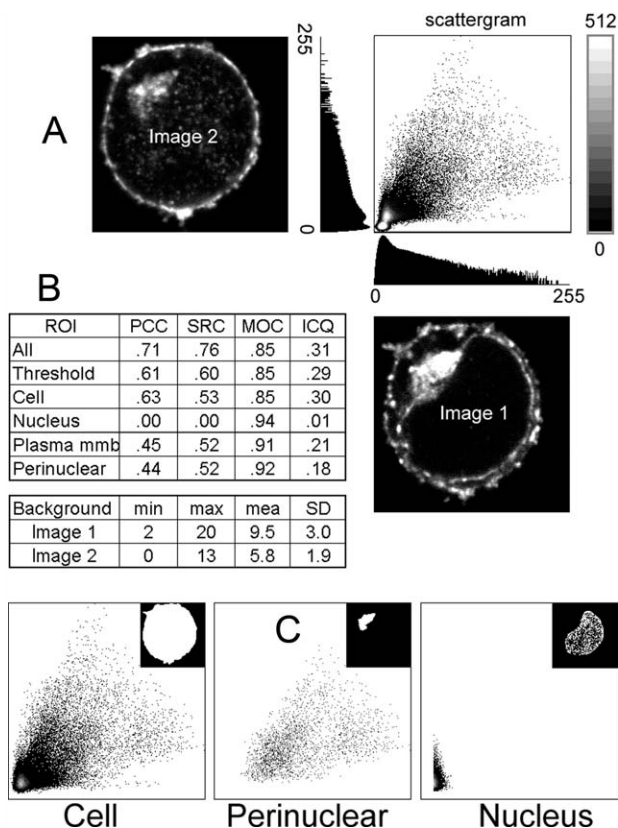 scattergram
512
255
A
Image 2
0
0
0
255
B
ROI PCC SRC MOC ICQ
All .71 .76 .85 .31
Threshold .61 .60 .85 .29
Cell .63 .53 .85 .30
Nucleus .00 .00 .94 .01
Plasma mmb .45 .52 .91 .21
Perinuclear .44 .52 .92 .18
Image 1
Background min max mea SD
Image 1 2 20 9.5 3.0
Image 2 0 13 5.8 1.9
C
Cell
Perinuclear
Nucleus